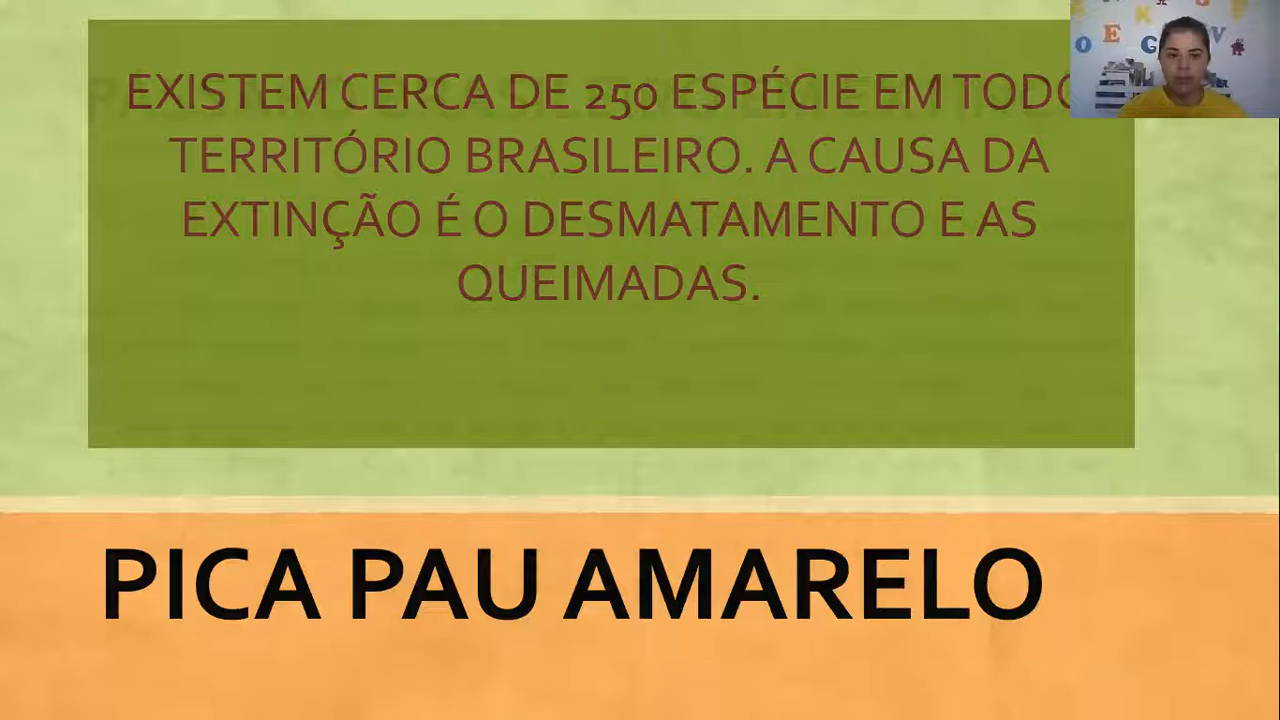 EXISTEM CERCA DE 250 ESPÉCIE EM TODO
TERRITÓRIO BRASILEIRO. A CAUSA DA
EXTINÇÃO É O DESMATAMENTO E AS
QUEIMADAS.
PICA PAU AMARELO